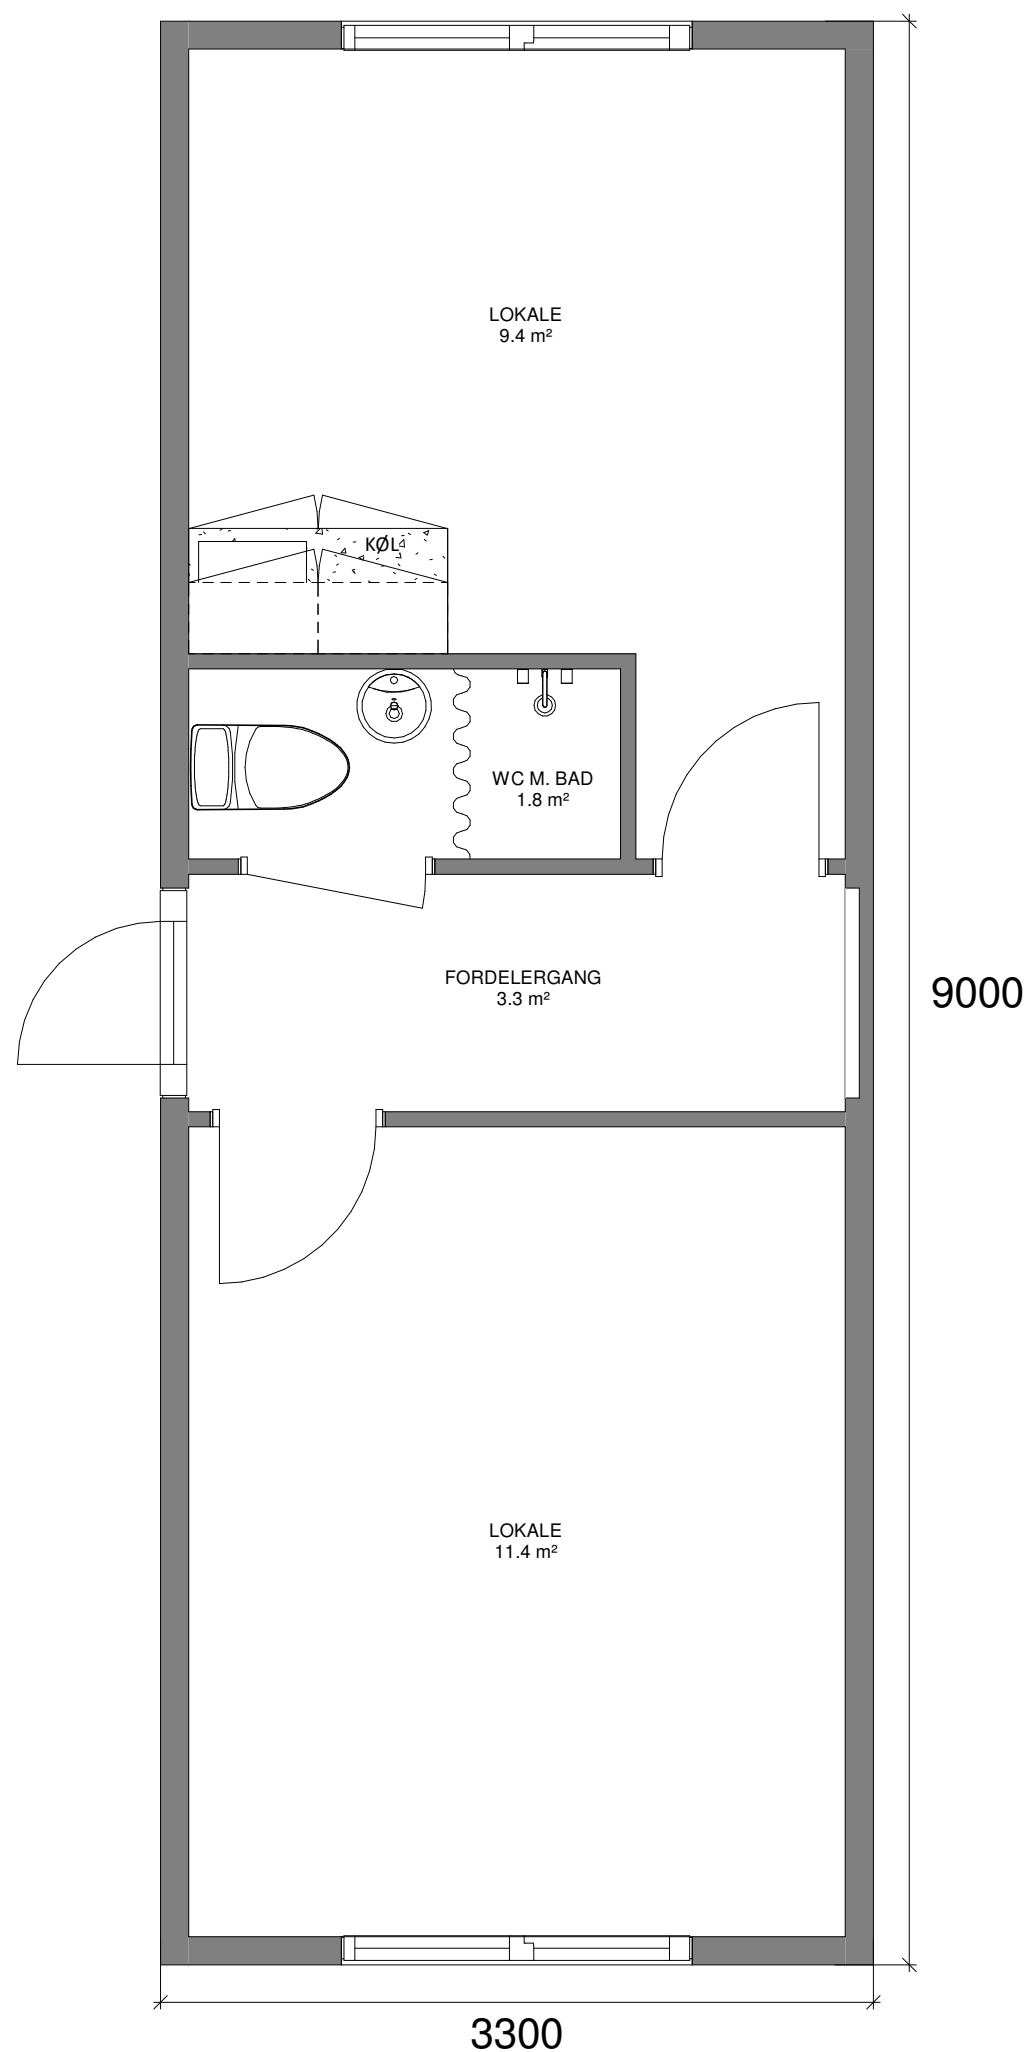 LOKALE
9.4 m²
KØL
WC M. BAD
1.8 m²
FORDELERGANG
3.3 m²
9000
LOKALE
11.4 m²
3300